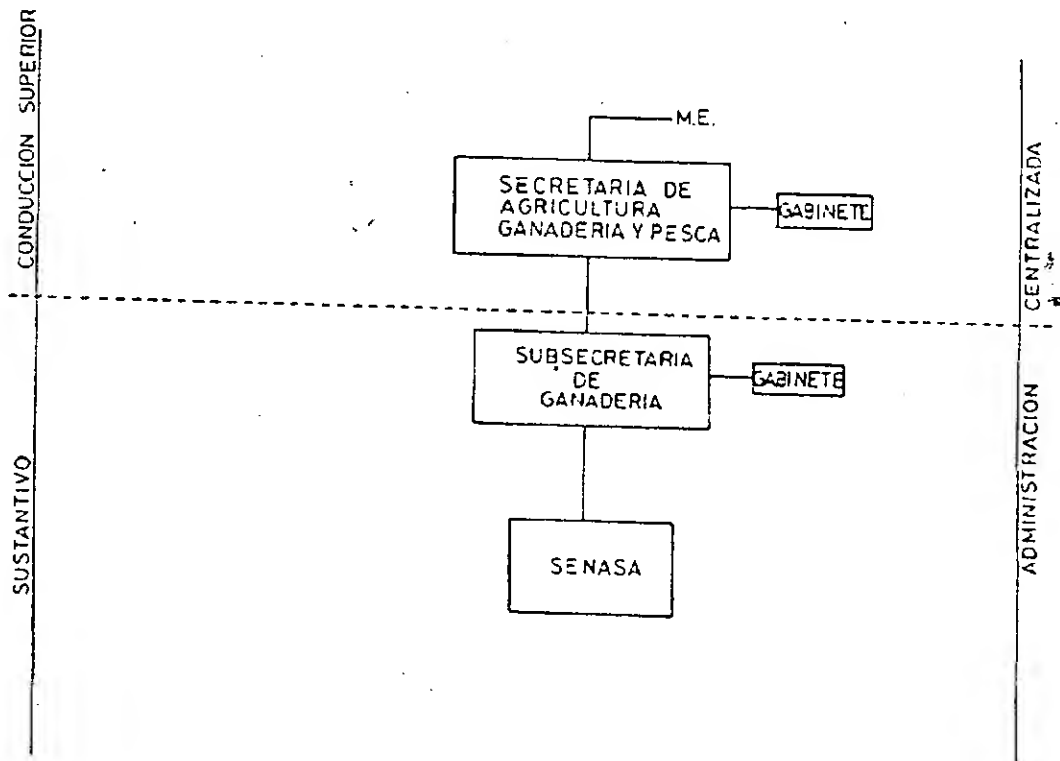 CONDUCCION SUPERIOR
SUSTANTIVO
M.E.
SECRETARIA DE
AGRICULTURA
GANADERIA Y PESCA
GABINETE
SUBSECRETARIA
DE
GANADERIA
GABINETE
SENASA
CENTRALIZADA
ADMINISTRACION